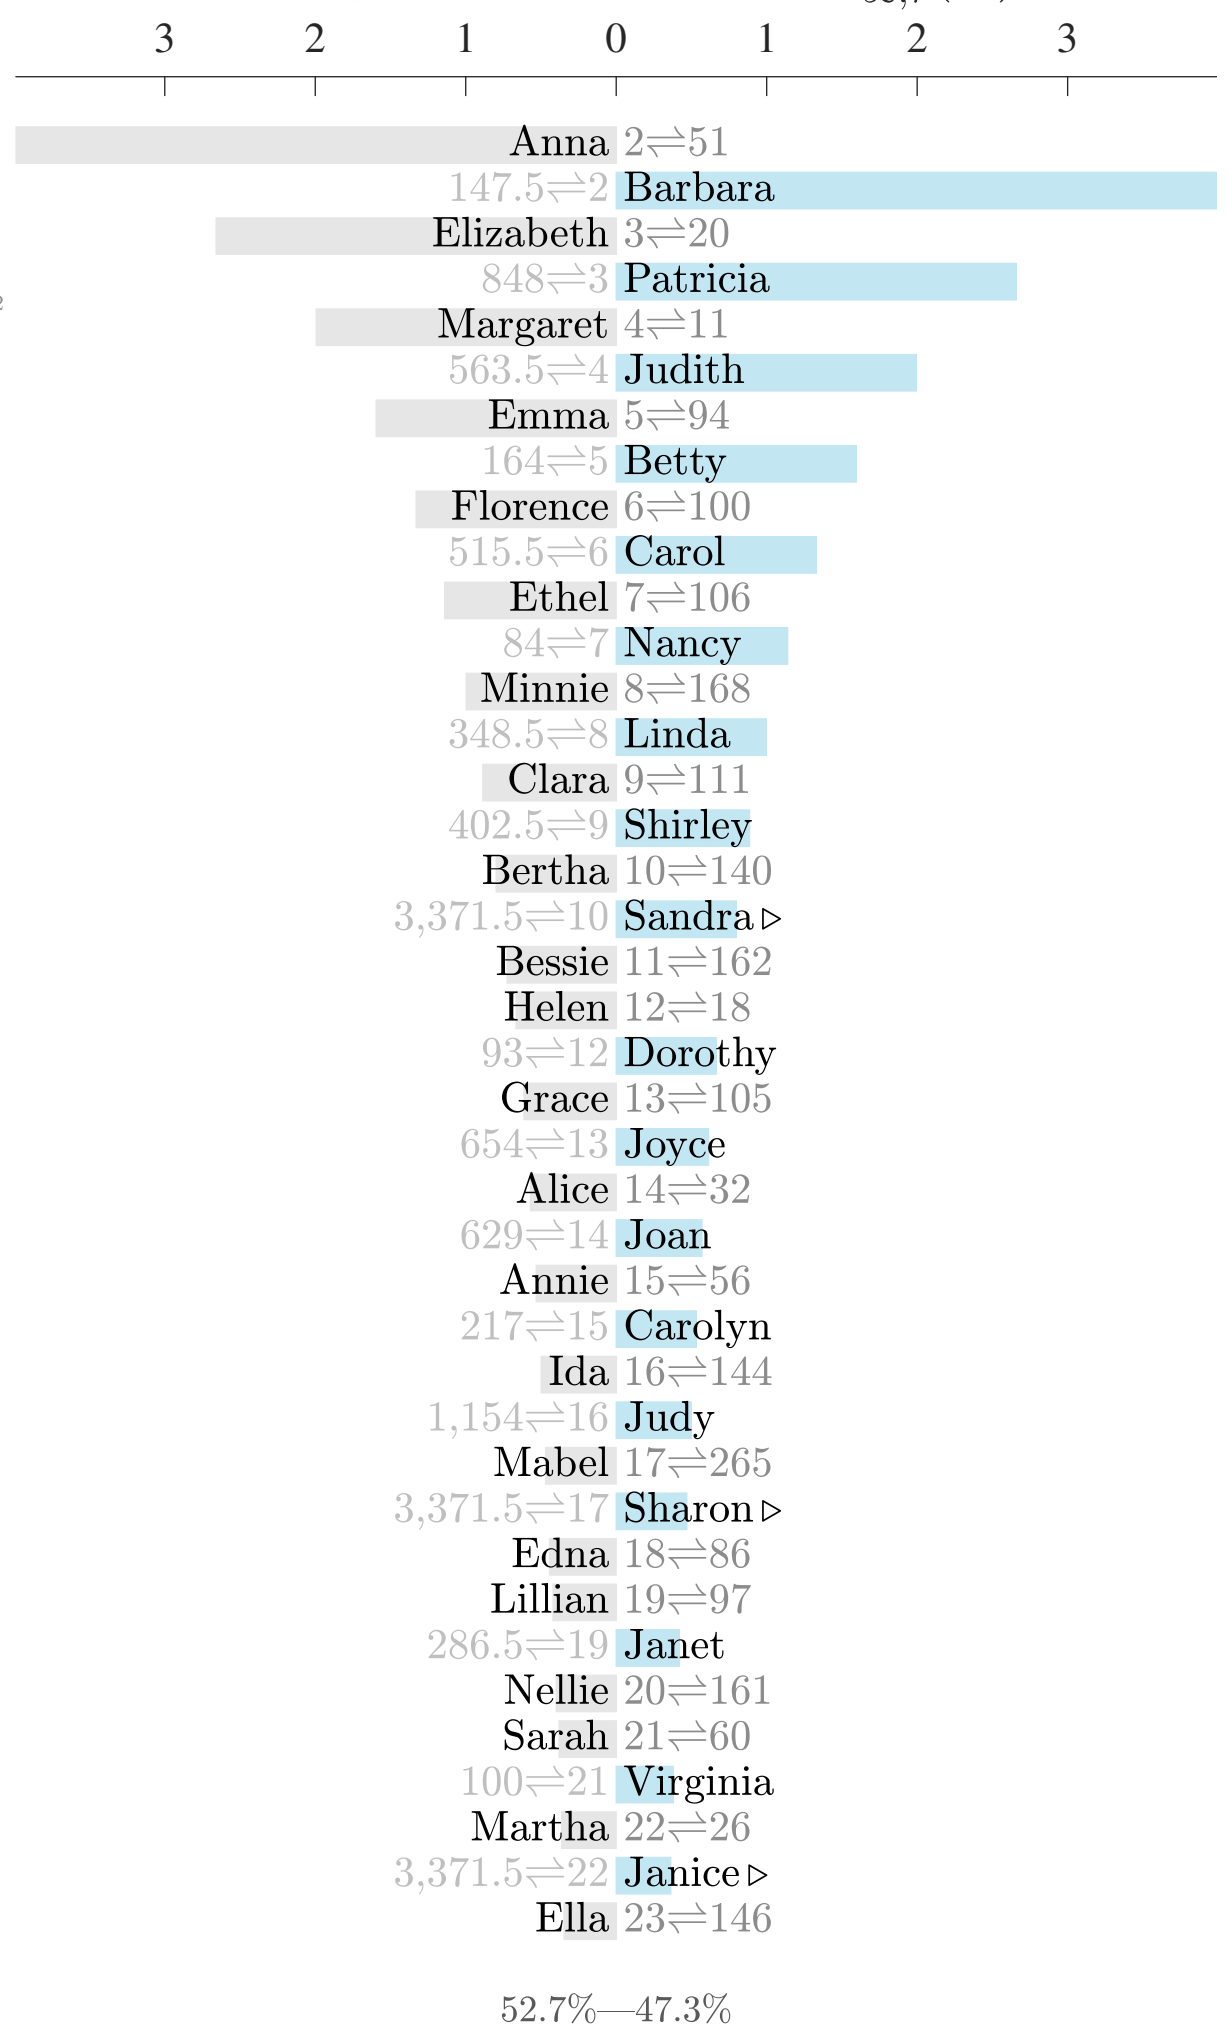 3 2 1 0 1 2 3
Anna 2⇌51
147.5⇌2 Barbara
Elizabeth 3⇌20
848⇌3 Patricia
2
Margaret 4⇌11
563.5⇌4 Judith
Emma 5⇌94
164⇌5 Betty
Florence 6⇌100
515.5⇌6 Carol
Ethel 7⇌106
84⇌7 Nancy
Minnie 8⇌168
348.5⇌8 Linda
Clara 9⇌111
402.5⇌9 Shirley
Bertha 10⇌140
3,371.5⇌10 Sandra ▷
Bessie 11⇌162
Helen 12⇌18
93⇌12 Dorothy
Grace 13⇌105
654⇌13 Joyce
Alice 14⇌32
629⇌14 Joan
Annie 15⇌56
217⇌15 Carolyn
Ida 16⇌144
1,154⇌16 Judy
Mabel 17⇌265
3,371.5⇌17 Sharon ▷
Edna 18⇌86
Lillian 19⇌97
286.5⇌19 Janet
Nellie 20⇌161
Sarah 21⇌60
100⇌21 Virginia
Martha 22⇌26
3,371.5⇌22 Janice ▷
Ella 23⇌146
52.7%—47.3%